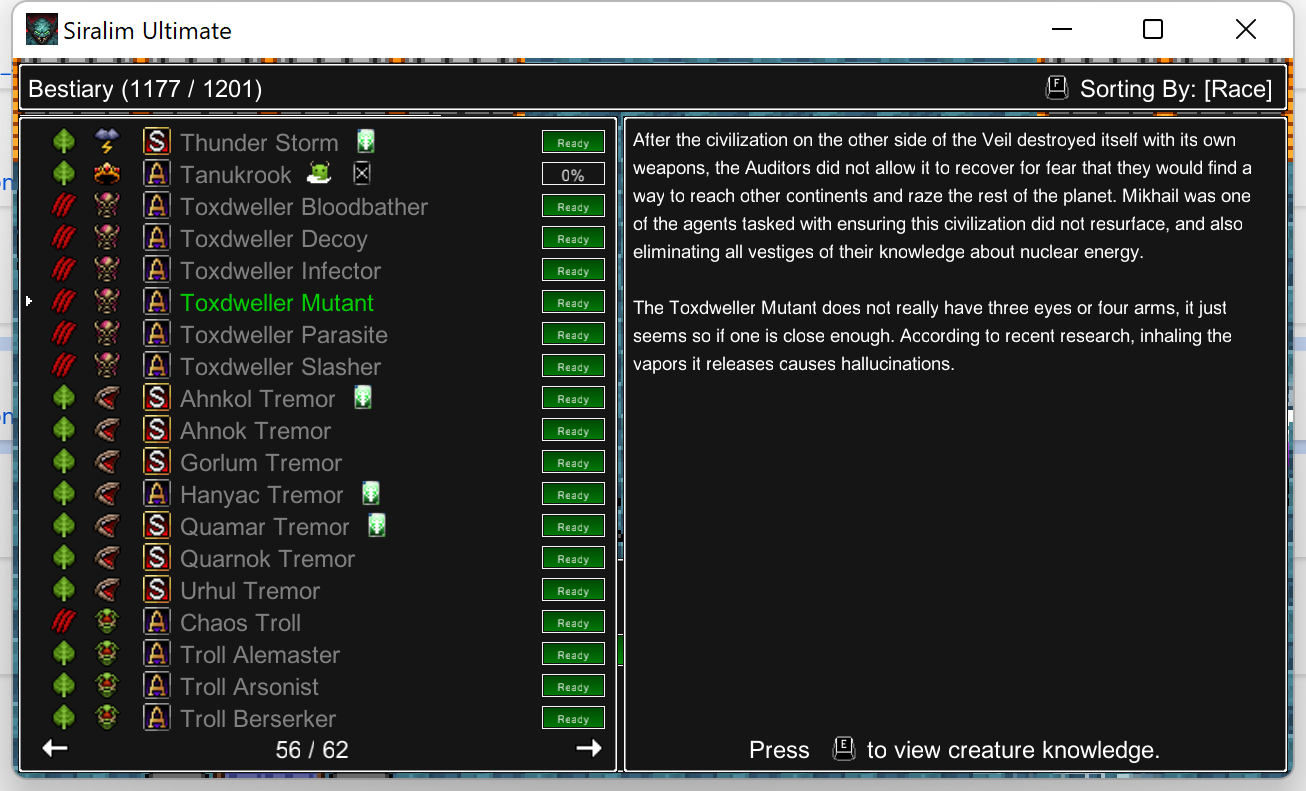 Siralim Ultimate
Bestiary (1177 / 1201)
F Sorting By: [Race]
S Thunder Storm Ready
A Tanukrook 0%
A Toxdweller Bloodbather Ready
A Toxdweller Decoy Ready
A Toxdweller Infector Ready
A Toxdweller Mutant Ready
A Toxdweller Parasite Ready
A Toxdweller Slasher Ready
S Ahnkol Tremor Ready
S Ahnok Tremor Ready
S Gorlum Tremor Ready
A Hanyac Tremor Ready
S Quamar Tremor Ready
S Quarnok Tremor Ready
S Urhul Tremor Ready
A Chaos Troll Ready
A Troll Alemaster Ready
A Troll Arsonist Ready
A Troll Berserker Ready
56 / 62
After the civilization on the other side of the Veil destroyed itself with its own
weapons, the Auditors did not allow it to recover for fear that they would find a
way to reach other continents and raze the rest of the planet. Mikhail was one
of the agents tasked with ensuring this civilization did not resurface, and also
eliminating all vestiges of their knowledge about nuclear energy.
The Toxdweller Mutant does not really have three eyes or four arms, it just
seems so if one is close enough. According to recent research, inhaling the
vapors it releases causes hallucinations.
Press E to view creature knowledge.